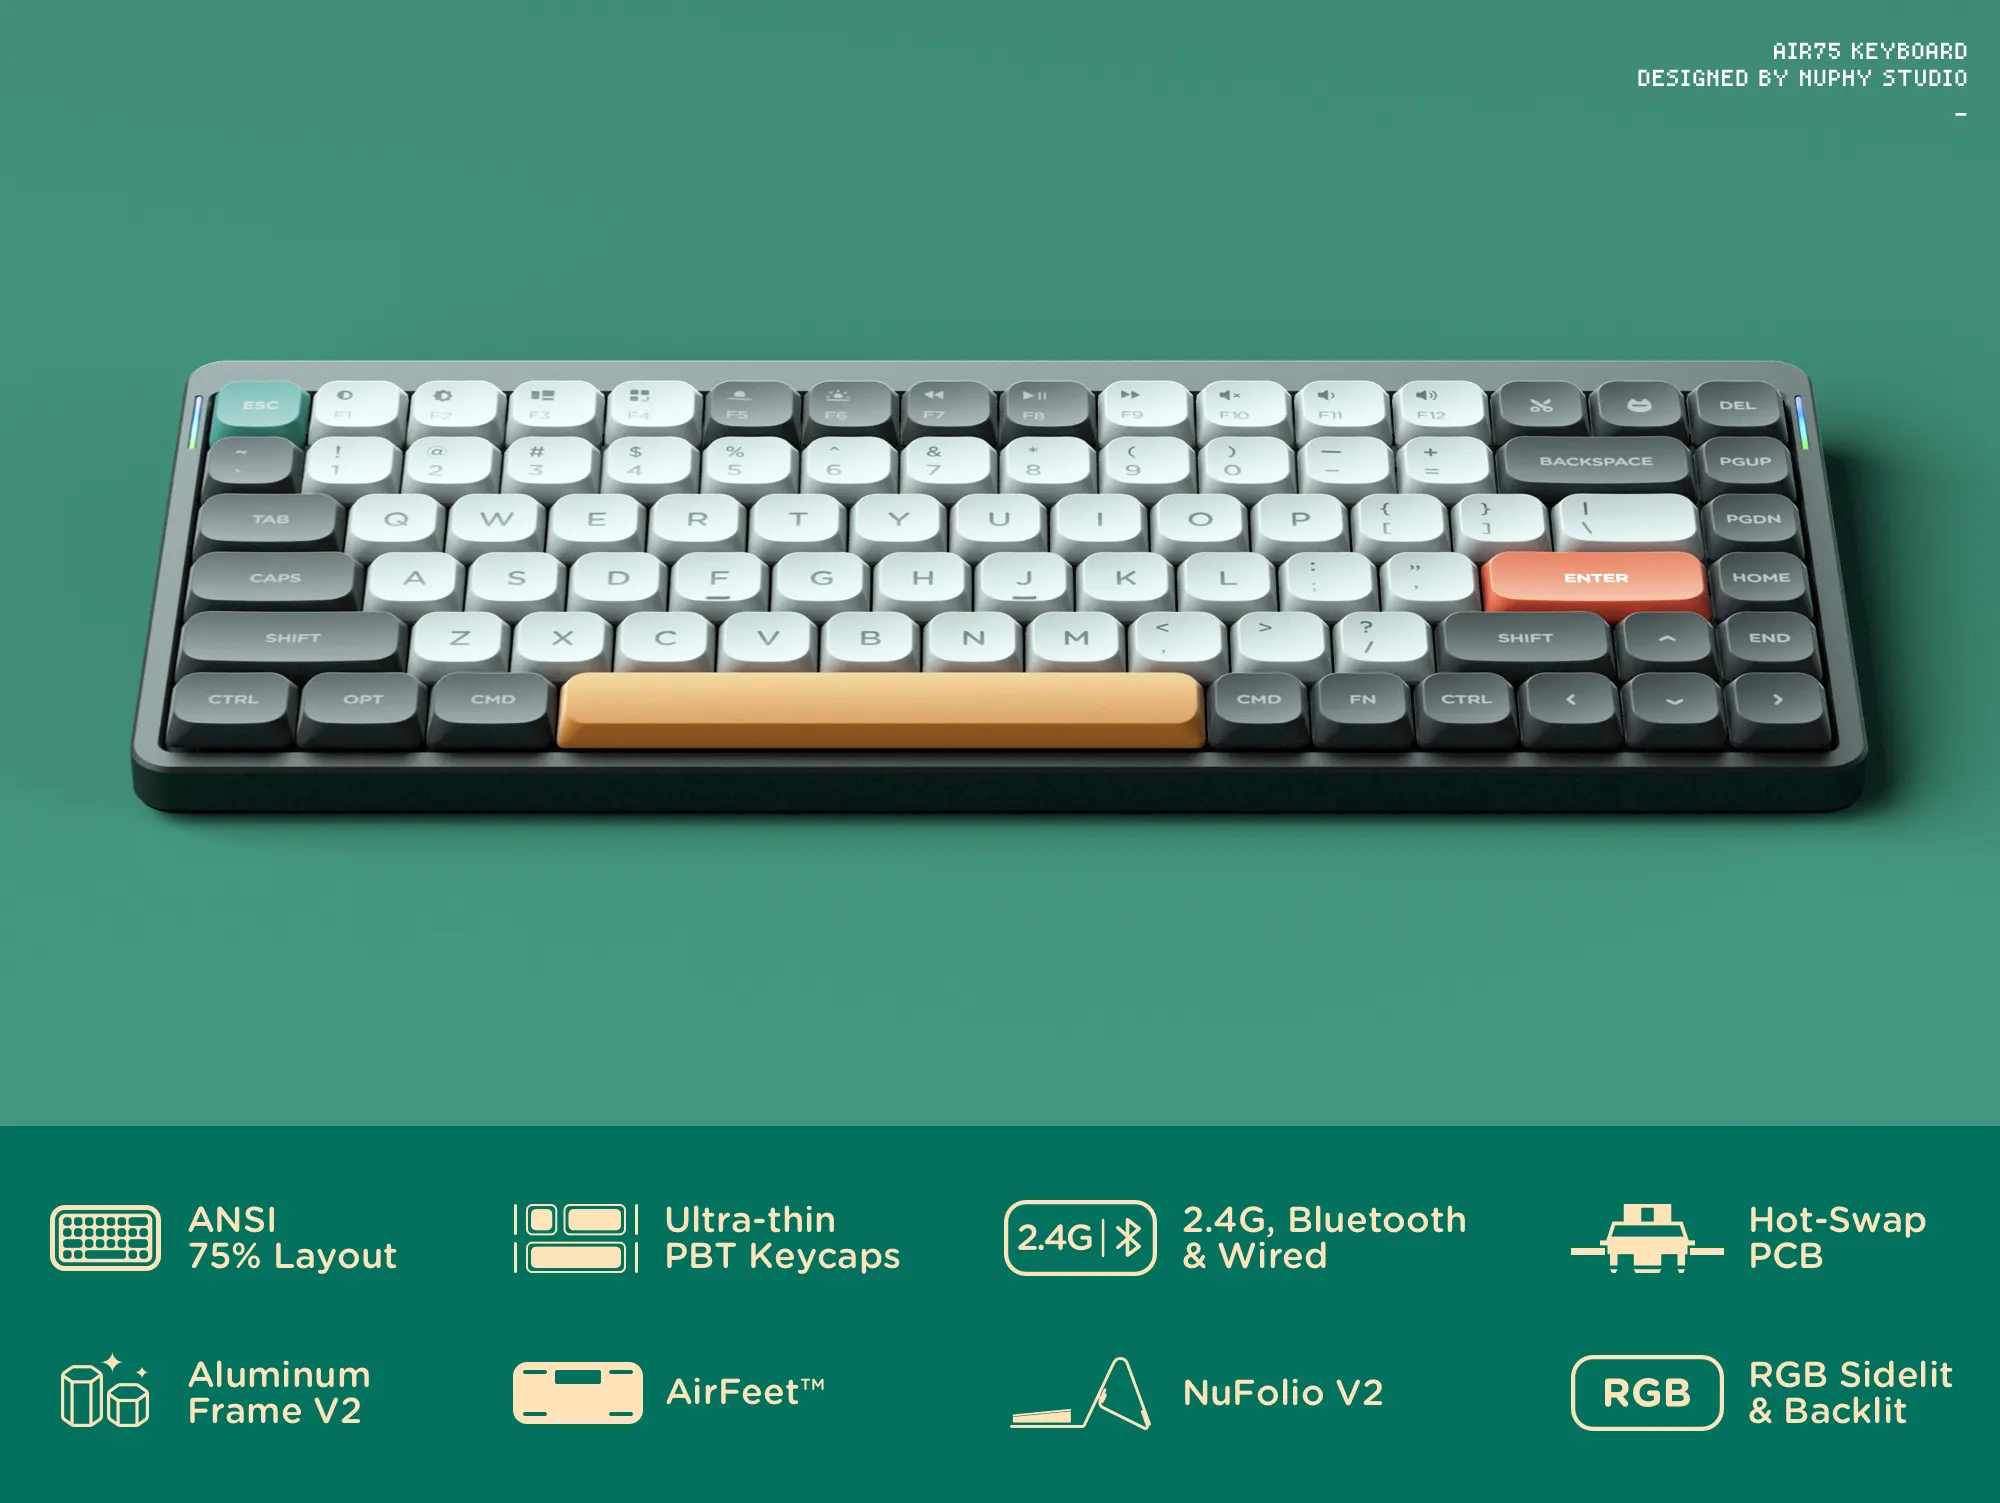 AIR75 KEYBOARD
DESIGNED BY NUPHY STUDIO
–
ESC F1 F2 F3 F4 F5 F6 F7 F8 F9 F10 F11 F12 DEL
~ ! @ # $ % ^ & * ( ) — +
` 1 2 3 4 5 6 7 8 9 0 – = BACKSPACE PGUP
TAB Q W E R T Y U I O P { } |
[ ] \ PGDN
CAPS A S D F G H J K L : ” ENTER HOME
; ,
SHIFT Z X C V B N M < > ? SHIFT ^ END
, /
CTRL OPT CMD CMD FN CTRL < ⌄ >
ANSI
75% Layout
Ultra-thin
PBT Keycaps
2.4G
2.4G, Bluetooth
& Wired
Hot-Swap
PCB
Aluminum
Frame V2
AirFeet™
NuFolio V2
RGB
RGB Sidelit
& Backlit